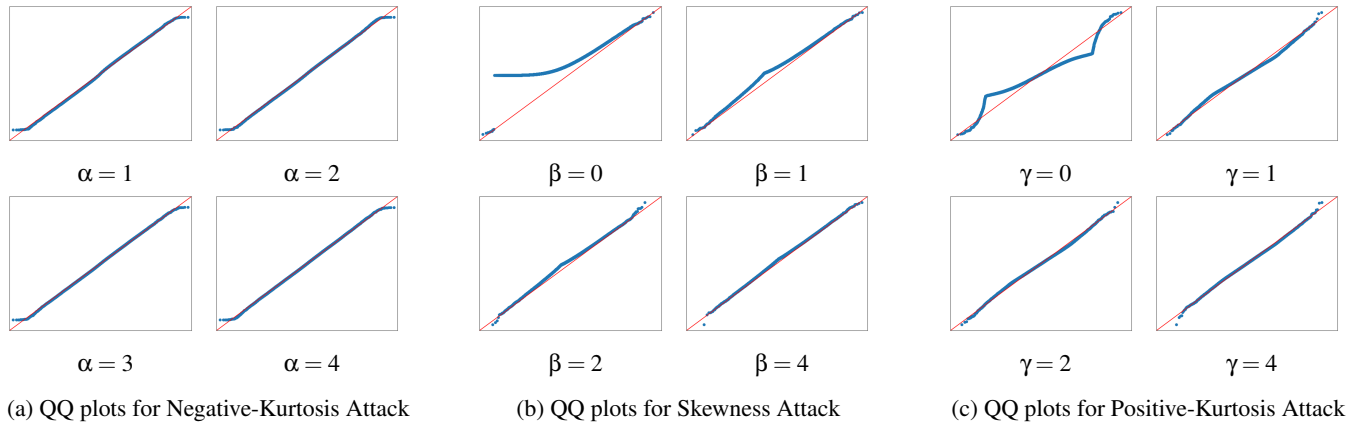 α = 1
α = 2
β = 0
β = 1
γ = 0
γ = 1
α = 3
α = 4
β = 2
β = 4
γ = 2
γ = 4
(a) QQ plots for Negative-Kurtosis Attack
(b) QQ plots for Skewness Attack
(c) QQ plots for Positive-Kurtosis Attack